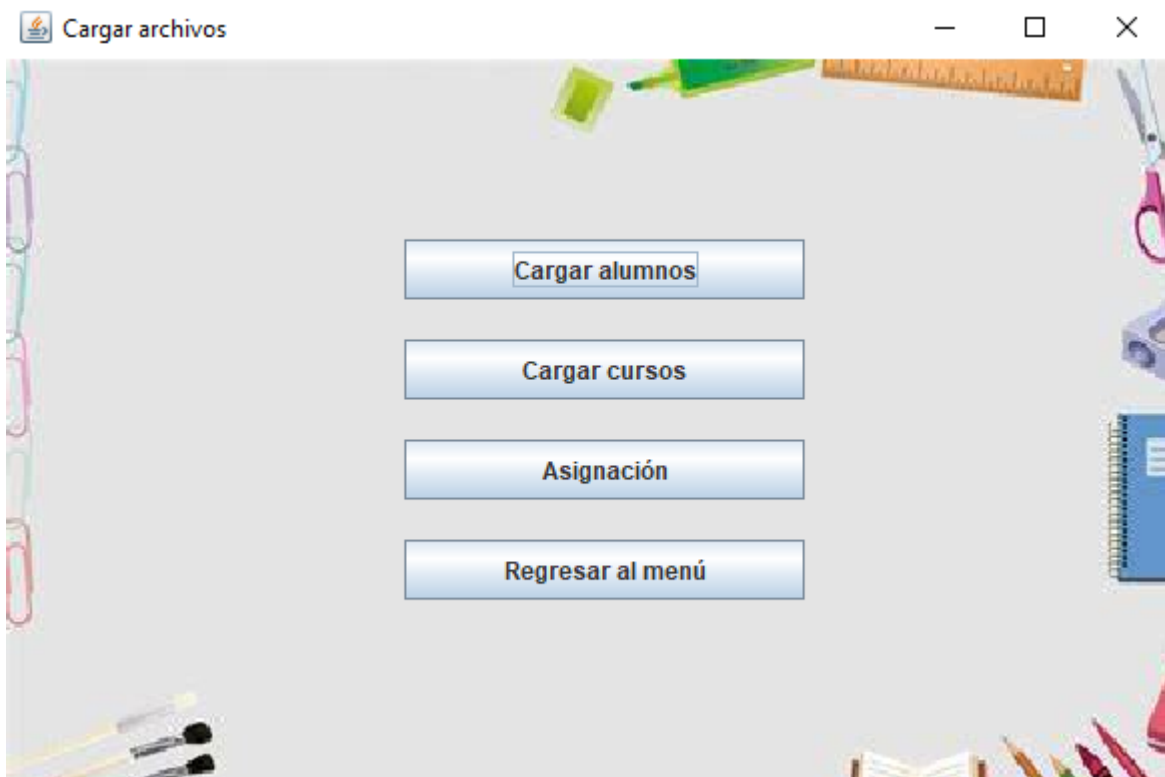 Cargar archivos
Cargar alumnos
Cargar cursos
Asignación
Regresar al menú